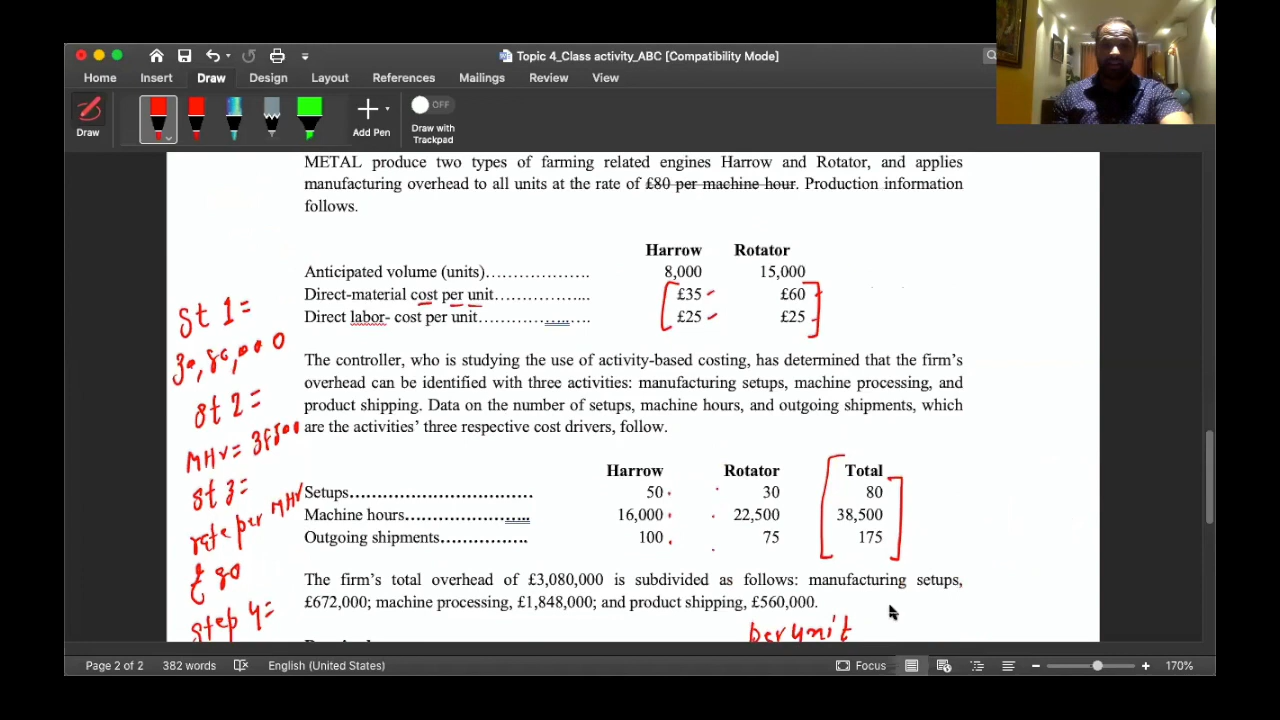 Topic 4_Class activity_ABC [Compatibility Mode]
Home Insert Draw Design Layout References Mailings Review View
OFF
Draw Add Pen Draw with Trackpad
METAL produce two types of farming related engines Harrow and Rotator, and applies
manufacturing overhead to all units at the rate of £80 per machine hour. Production information
follows.
Harrow Rotator
Anticipated volume (units)………………. 8,000 15,000
Direct-material cost per unit……………... £35 £60
Direct labor- cost per unit………………….. £25 £25
The controller, who is studying the use of activity-based costing, has determined that the firm's
overhead can be identified with three activities: manufacturing setups, machine processing, and
product shipping. Data on the number of setups, machine hours, and outgoing shipments, which
are the activities' three respective cost drivers, follow.
Harrow Rotator Total
Setups…………………………… 50 30 80
Machine hours…………………….. 16,000 22,500 38,500
Outgoing shipments………………. 100 75 175
The firm's total overhead of £3,080,000 is subdivided as follows: manufacturing setups,
£672,000; machine processing, £1,848,000; and product shipping, £560,000.
per unit
St 1 =
30,80,000
St 2 =
MHr = 38500
St 3 =
rate per MHr
£ 80
Step 4 =
Page 2 of 2 382 words English (United States) Focus 170%